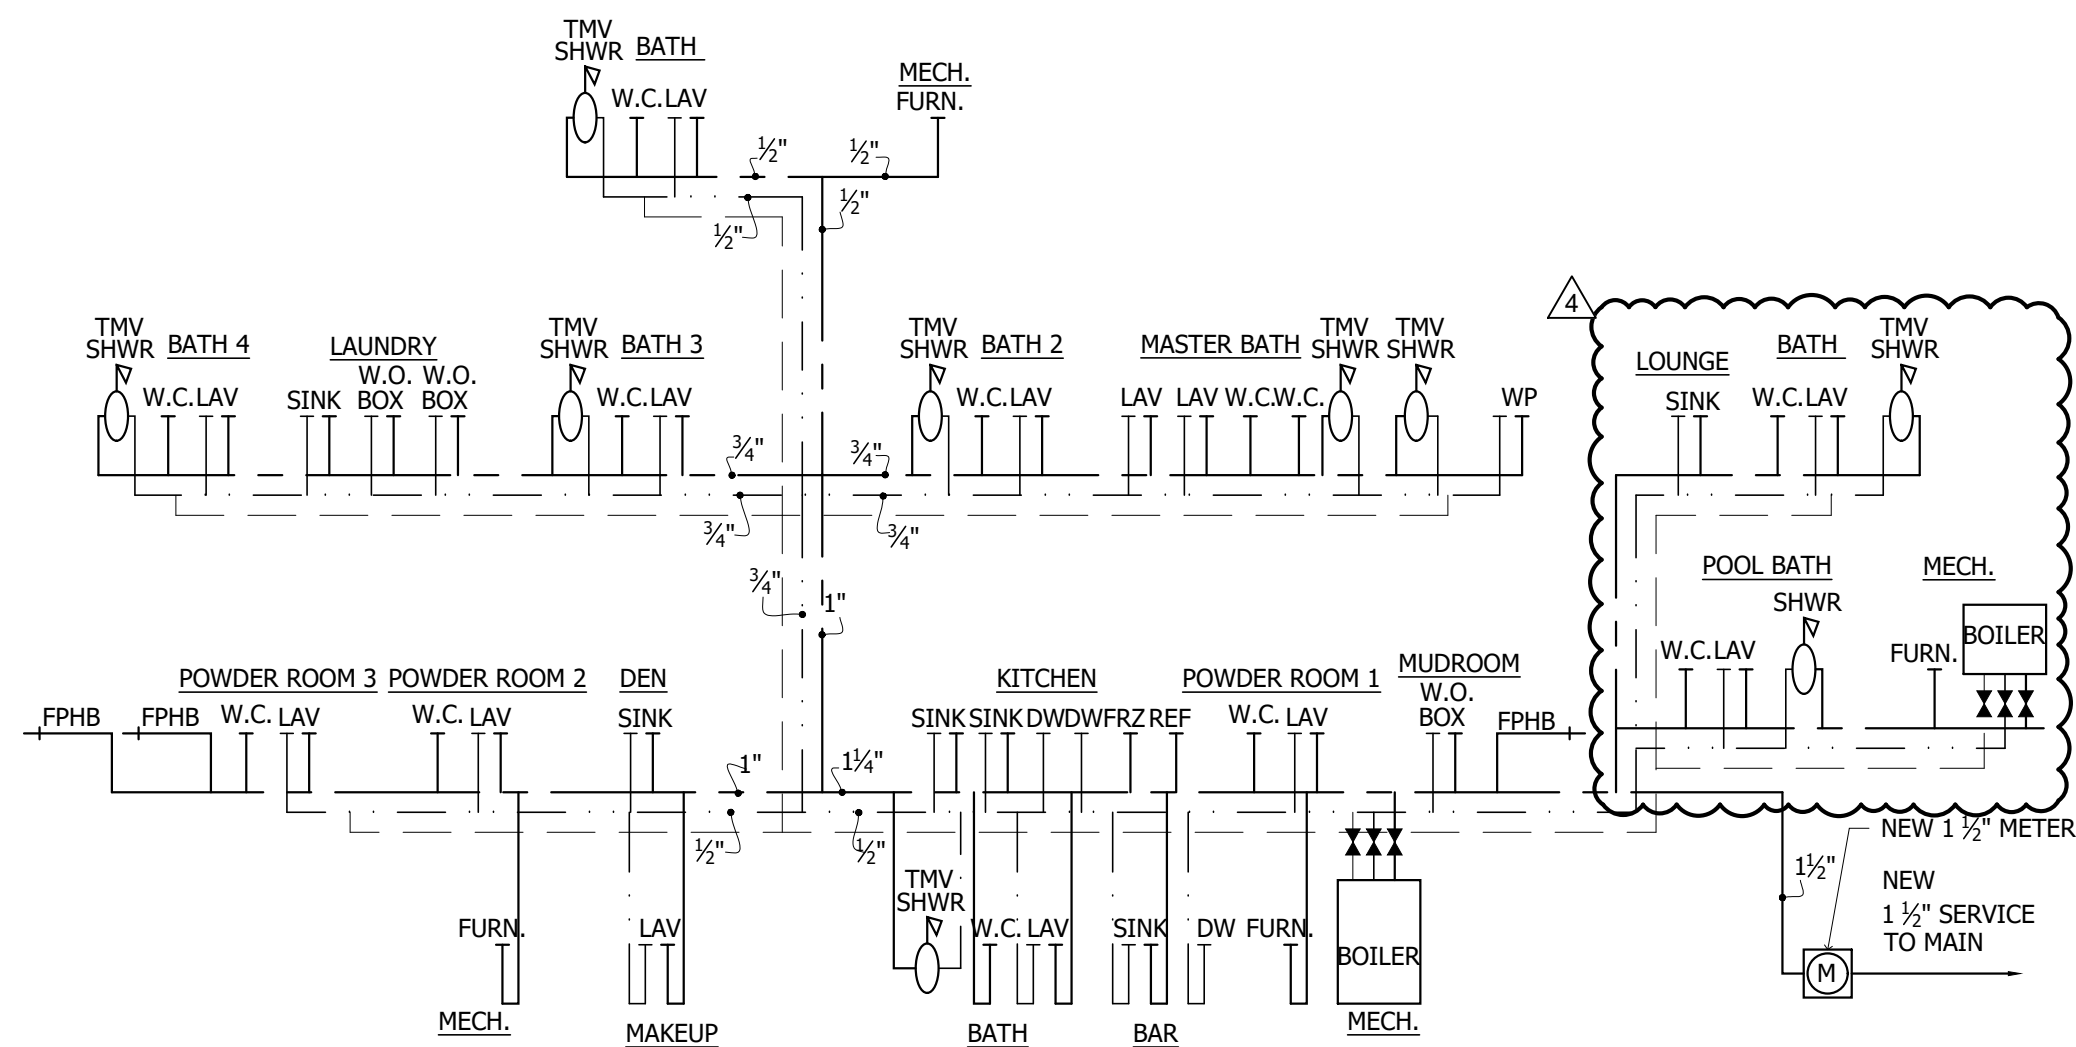 TMV
SHWR BATH
W.C. LAV
MECH.
FURN.
½" ½"
½"
½"
TMV
SHWR BATH 4
W.C. LAV
LAUNDRY
SINK
W.O.
BOX
W.O.
BOX
TMV
SHWR BATH 3
W.C. LAV
TMV
SHWR BATH 2
W.C. LAV
MASTER BATH
LAV LAV W.C. W.C.
TMV
SHWR
TMV
SHWR
WP
¾" ¾"
¾" ¾"
4
LOUNGE
SINK
BATH
W.C. LAV
TMV
SHWR
POOL BATH
SHWR
W.C. LAV
MECH.
FURN.
BOILER
¾"
1"
FPHB FPHB
POWDER ROOM 3
W.C. LAV
POWDER ROOM 2
W.C. LAV
DEN
SINK
1" 1¼"
KITCHEN
SINK SINK DW DW FRZ REF
POWDER ROOM 1
W.C. LAV
MUDROOM
W.O.
BOX
FPHB
½" ½"
FURN.
MECH.
LAV
MAKEUP
TMV
SHWR
W.C. LAV
BATH
SINK
BAR
DW
FURN.
BOILER
MECH.
NEW 1 ½" METER
1½"
NEW
1 ½" SERVICE
TO MAIN
M